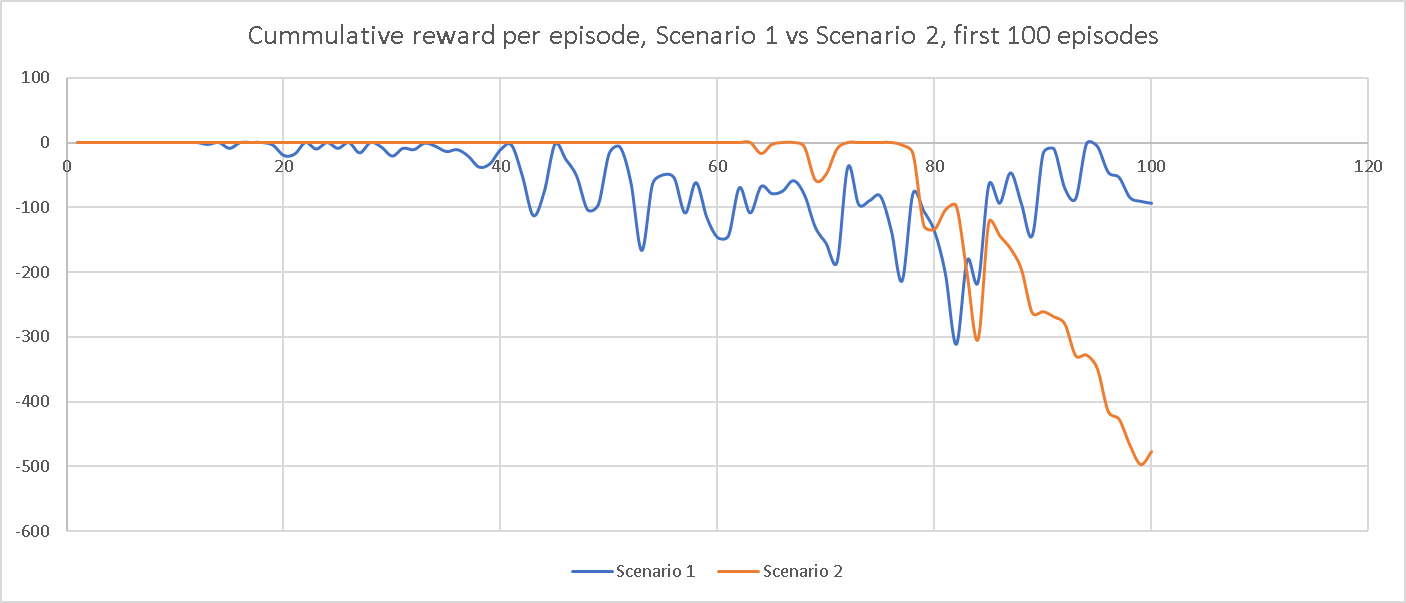 Cummulative reward per episode, Scenario 1 vs Scenario 2, first 100 episodes
100
0
0 20 40 60 80 100 120
-100
-200
-300
-400
-500
-600
Scenario 1 Scenario 2